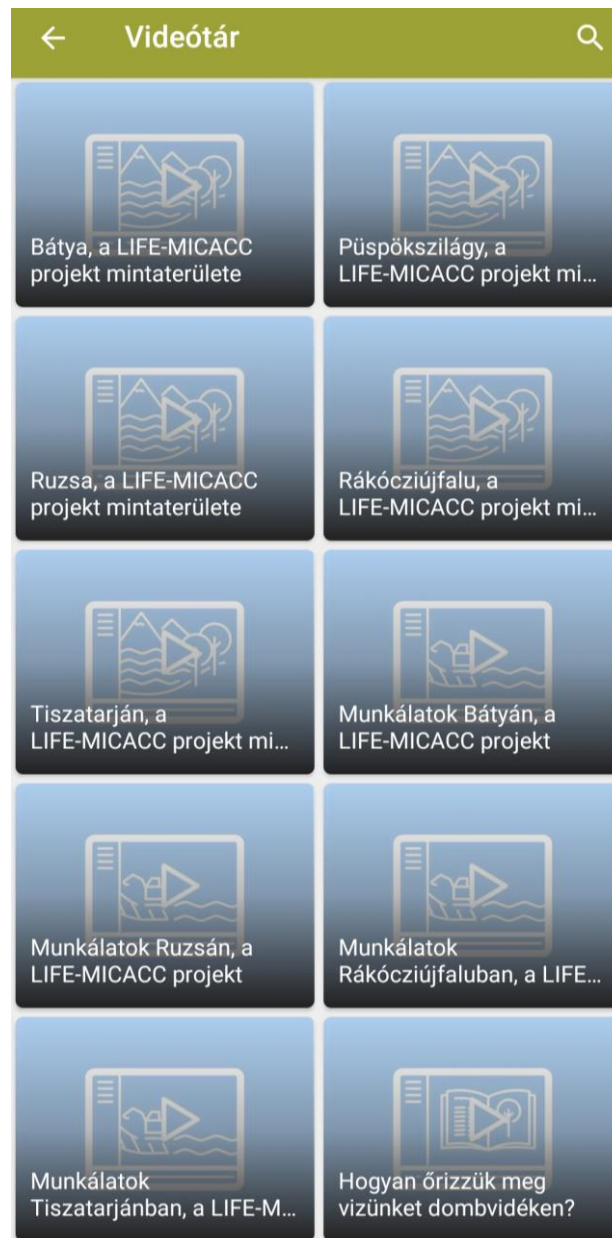 Videótár
Bátya, a LIFE-MICACC
projekt mintaterülete
Püspökszilágy, a
LIFE-MICACC projekt mi...
Ruzsa, a LIFE-MICACC
projekt mintaterülete
Rákócziújfalu, a
LIFE-MICACC projekt mi...
Tiszatarján, a
LIFE-MICACC projekt mi...
Munkálatok Bátyán, a
LIFE-MICACC projekt
Munkálatok Ruzsán, a
LIFE-MICACC projekt
Munkálatok
Rákócziújfaluban, a LIFE...
Munkálatok
Tiszatarjánban, a LIFE-M...
Hogyan őrizzük meg
vizünket dombvidéken?